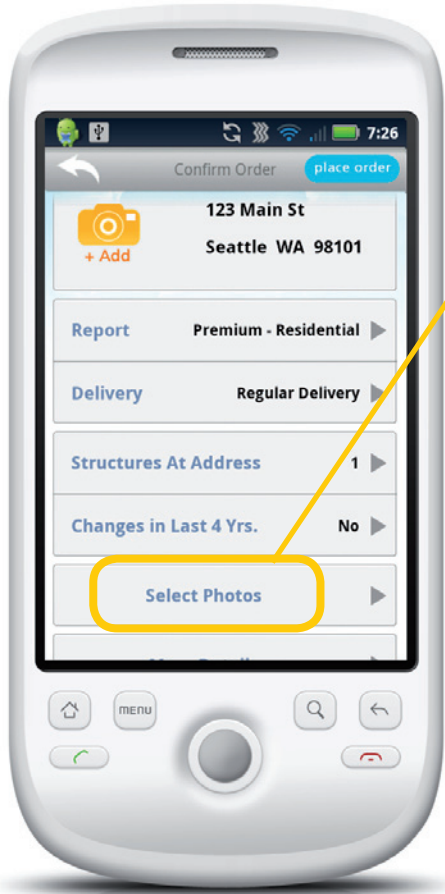 7:26
Confirm Order place order
123 Main St
+ Add Seattle WA 98101
Report Premium - Residential
Delivery Regular Delivery
Structures At Address 1
Changes in Last 4 Yrs. No
Select Photos
MENU